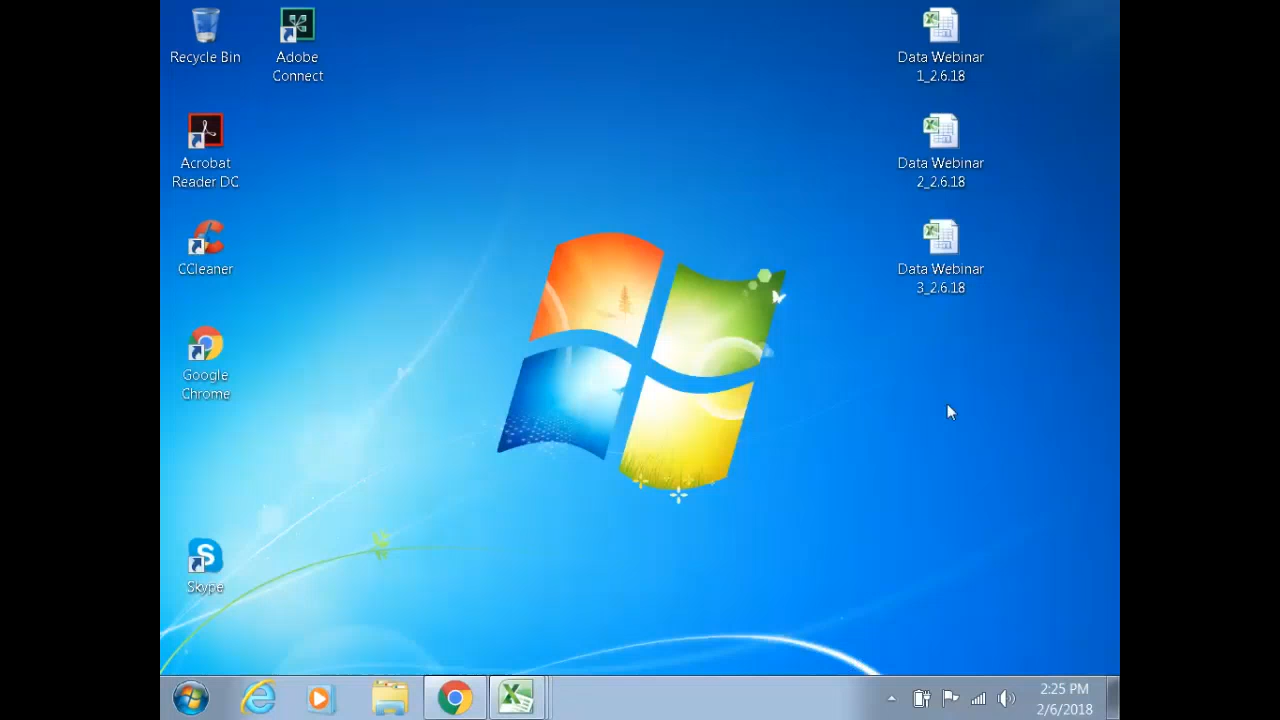 Recycle Bin
Adobe
Connect
Acrobat
Reader DC
CCleaner
Google
Chrome
Skype
Data Webinar
1_2.6.18
Data Webinar
2_2.6.18
Data Webinar
3_2.6.18
2:25 PM
2/6/2018